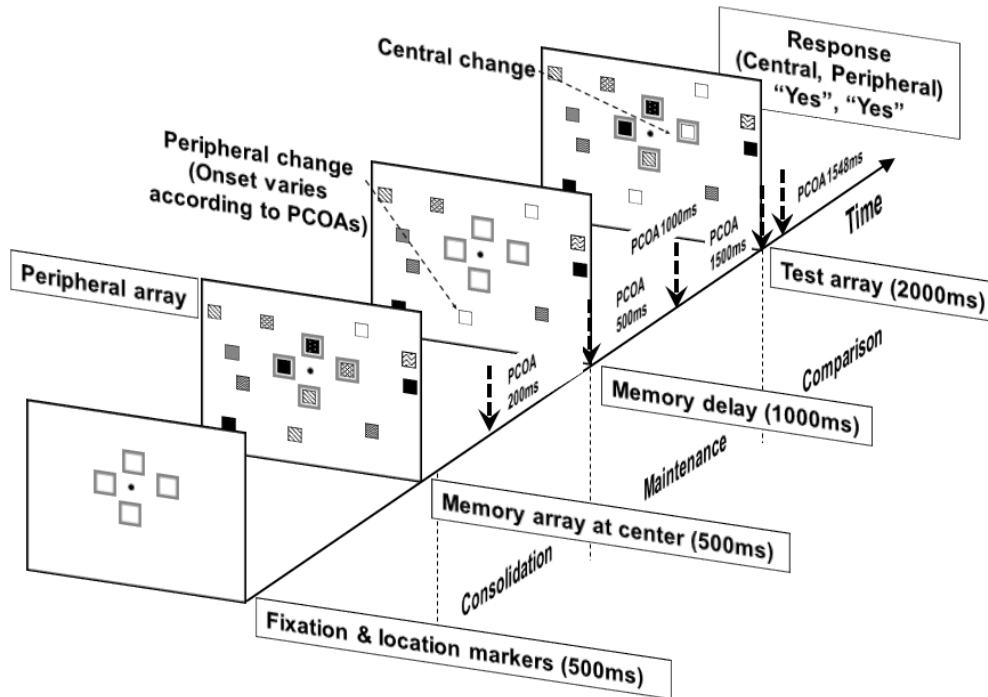 Response
(Central, Peripheral)
“Yes”, “Yes”
Central change
Peripheral change
(Onset varies
according to PCOAs)
Peripheral array
PCOA
200ms
PCOA
500ms
PCOA 1000ms
PCOA
1500ms
PCOA 1548ms
Time
Test array (2000ms)
Comparison
Memory delay (1000ms)
Maintenance
Memory array at center (500ms)
Consolidation
Fixation & location markers (500ms)